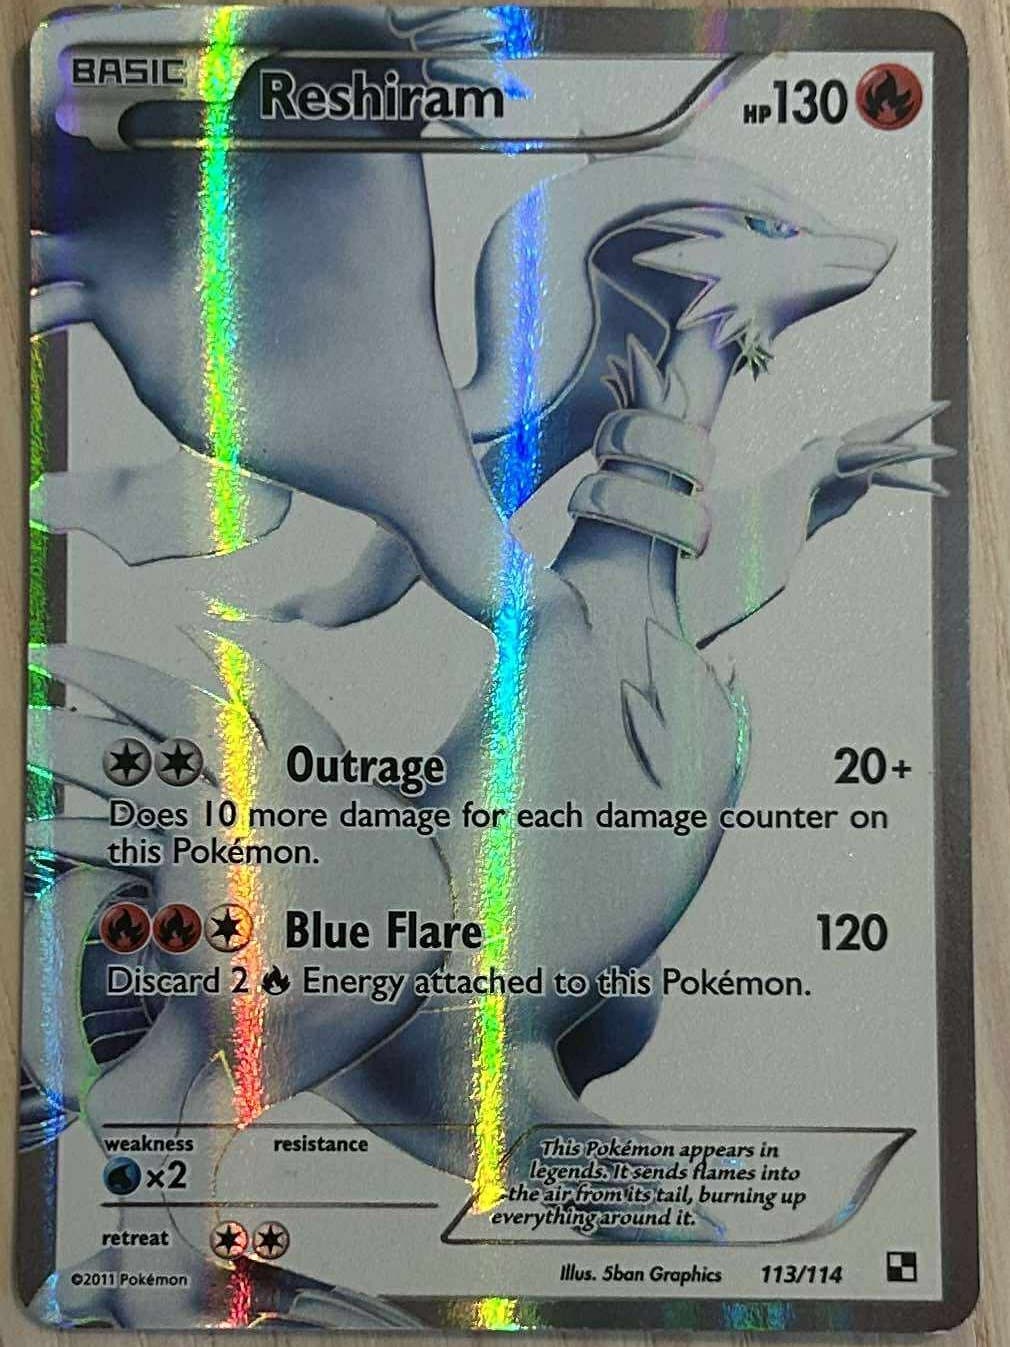 BASIC Reshiram HP130
Outrage 20+
Does 10 more damage for each damage counter on
this Pokémon.
Blue Flare 120
Discard 2 Energy attached to this Pokémon.
weakness resistance
×2
retreat
This Pokémon appears in
legends. It sends flames into
the air from its tail, burning up
everything around it.
©2011 Pokémon Illus. 5ban Graphics 113/114